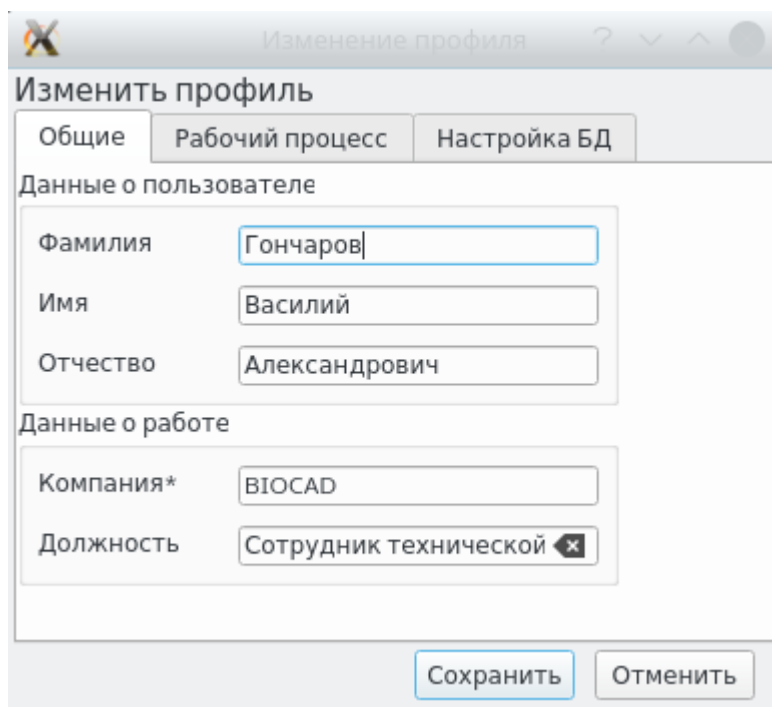 Изменение профиля
Изменить профиль
Общие Рабочий процесс Настройка БД
Данные о пользователе
Фамилия Гончаров
Имя Василий
Отчество Александрович
Данные о работе
Компания* BIOCAD
Должность Сотрудник технической
Сохранить Отменить